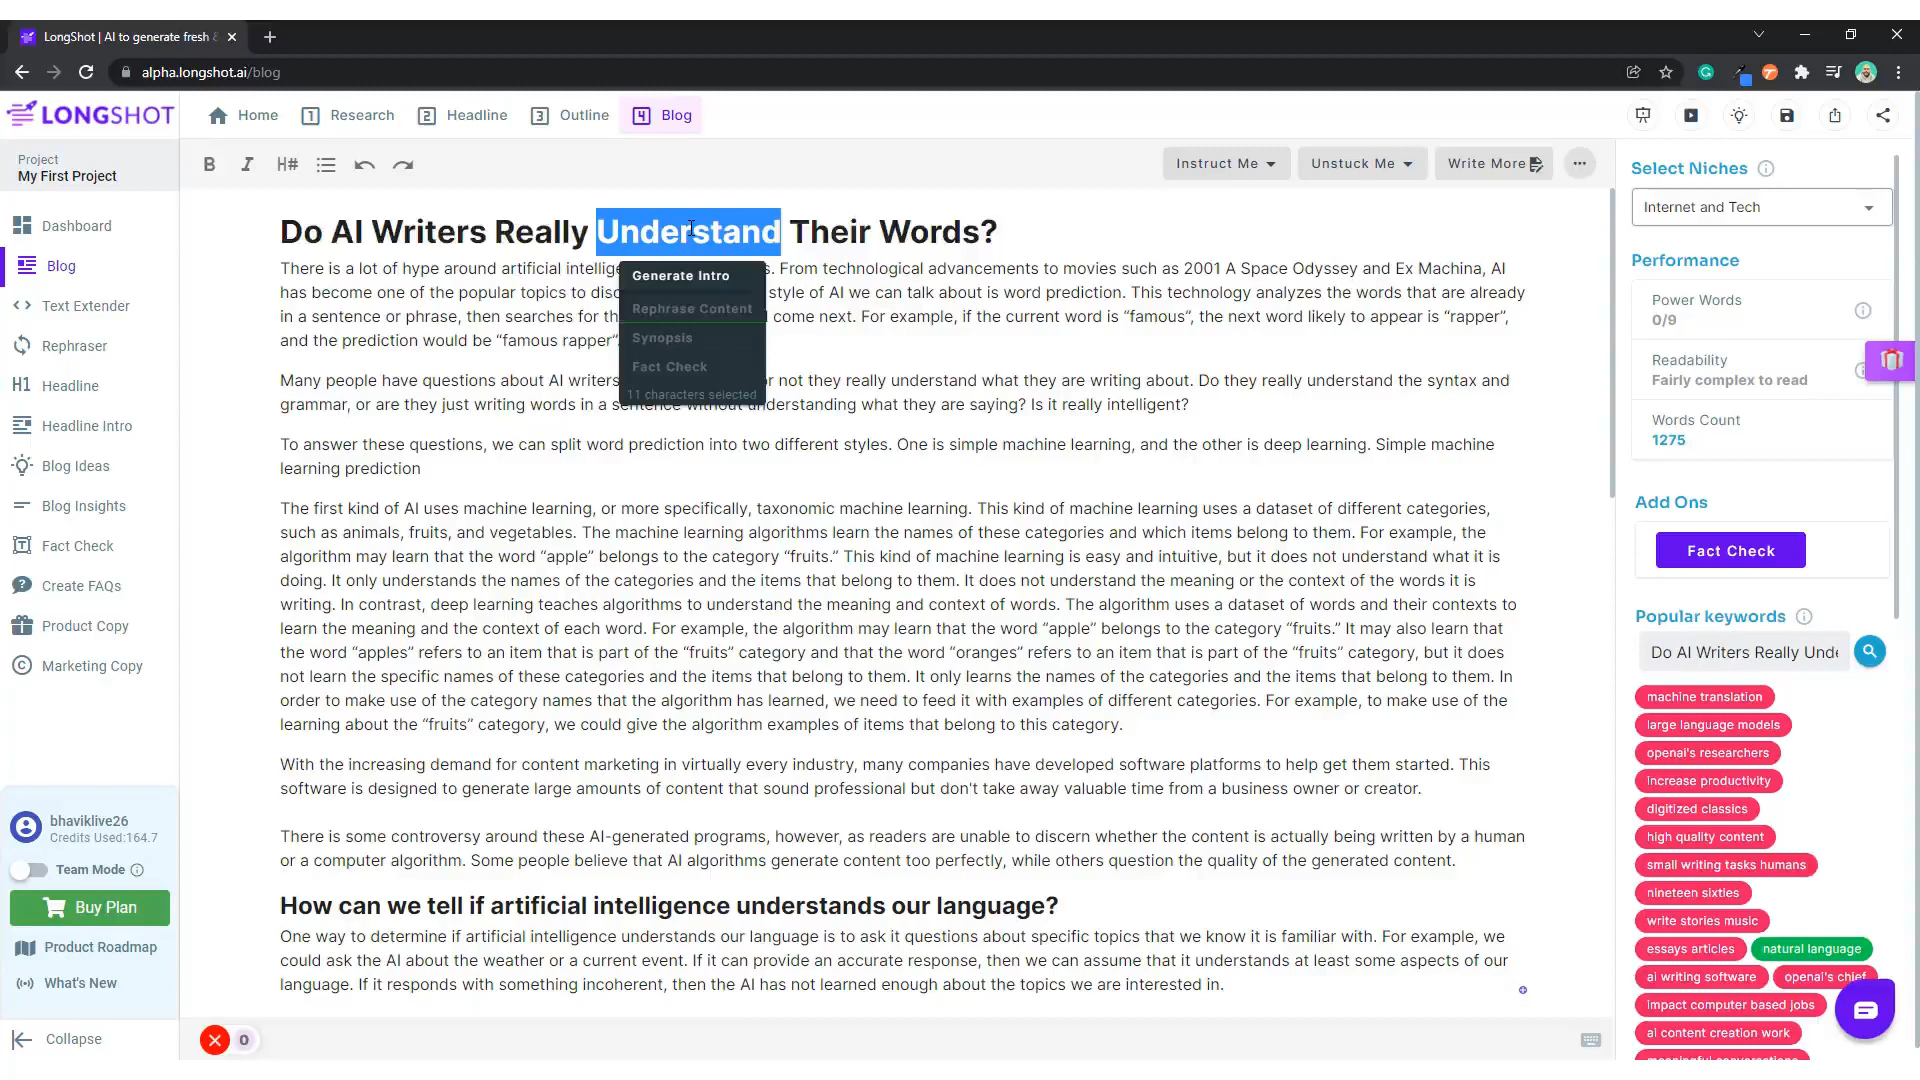 LongShot | AI to generate fresh &
alpha.longshot.ai/blog
LONGSHOT
Home
1 Research
2 Headline
3 Outline
4 Blog
Project
My First Project
B I H#
Instruct Me
Unstuck Me
Write More
Dashboard
Blog
Text Extender
Rephraser
H1 Headline
Headline Intro
Blog Ideas
Blog Insights
Fact Check
Create FAQs
Product Copy
Marketing Copy
bhaviklive26
Credits Used:164.7
Team Mode
Buy Plan
Product Roadmap
What's New
Collapse
Do AI Writers Really Understand Their Words?
There is a lot of hype around artificial intellige s. From technological advancements to movies such as 2001 A Space Odyssey and Ex Machina, AI
has become one of the popular topics to disc style of AI we can talk about is word prediction. This technology analyzes the words that are already
in a sentence or phrase, then searches for th come next. For example, if the current word is “famous”, the next word likely to appear is “rapper”,
and the prediction would be “famous rapper”.
Generate Intro
Rephrase Content
Synopsis
Fact Check
11 characters selected
Many people have questions about AI writers or not they really understand what they are writing about. Do they really understand the syntax and
grammar, or are they just writing words in a sentence without understanding what they are saying? Is it really intelligent?
To answer these questions, we can split word prediction into two different styles. One is simple machine learning, and the other is deep learning. Simple machine
learning prediction
The first kind of AI uses machine learning, or more specifically, taxonomic machine learning. This kind of machine learning uses a dataset of different categories,
such as animals, fruits, and vegetables. The machine learning algorithms learn the names of these categories and which items belong to them. For example, the
algorithm may learn that the word “apple” belongs to the category “fruits.” This kind of machine learning is easy and intuitive, but it does not understand what it is
doing. It only understands the names of the categories and the items that belong to them. It does not understand the meaning or the context of the words it is
writing. In contrast, deep learning teaches algorithms to understand the meaning and context of words. The algorithm uses a dataset of words and their contexts to
learn the meaning and the context of each word. For example, the algorithm may learn that the word “apple” belongs to the category “fruits.” It may also learn that
the word “apples” refers to an item that is part of the “fruits” category and that the word “oranges” refers to an item that is part of the “fruits” category, but it does
not learn the specific names of these categories and the items that belong to them. It only learns the names of the categories and the items that belong to them. In
order to make use of the category names that the algorithm has learned, we need to feed it with examples of different categories. For example, to make use of the
learning about the “fruits” category, we could give the algorithm examples of items that belong to this category.
With the increasing demand for content marketing in virtually every industry, many companies have developed software platforms to help get them started. This
software is designed to generate large amounts of content that sound professional but don't take away valuable time from a business owner or creator.
There is some controversy around these AI-generated programs, however, as readers are unable to discern whether the content is actually being written by a human
or a computer algorithm. Some people believe that AI algorithms generate content too perfectly, while others question the quality of the generated content.
How can we tell if artificial intelligence understands our language?
One way to determine if artificial intelligence understands our language is to ask it questions about specific topics that we know it is familiar with. For example, we
could ask the AI about the weather or a current event. If it can provide an accurate response, then we can assume that it understands at least some aspects of our
language. If it responds with something incoherent, then the AI has not learned enough about the topics we are interested in.
0
Select Niches
Internet and Tech
Performance
Power Words
0/9
Readability
Fairly complex to read
Words Count
1275
Add Ons
Fact Check
Popular keywords
Do AI Writers Really Unde
machine translation
large language models
openai's researchers
increase productivity
digitized classics
high quality content
small writing tasks humans
nineteen sixties
write stories music
essays articles natural language
ai writing software openai's chief
impact computer based jobs
ai content creation work
meaningful conversations